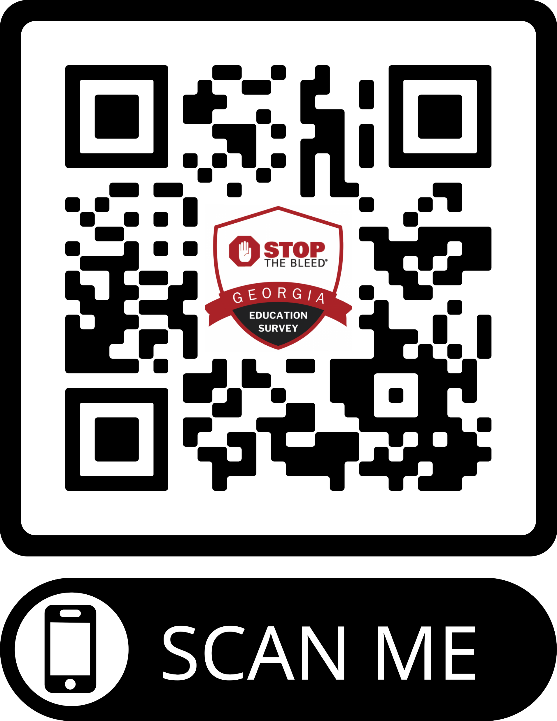 STOP
THE BLEED®
GEORGIA
EDUCATION
SURVEY
SCAN ME